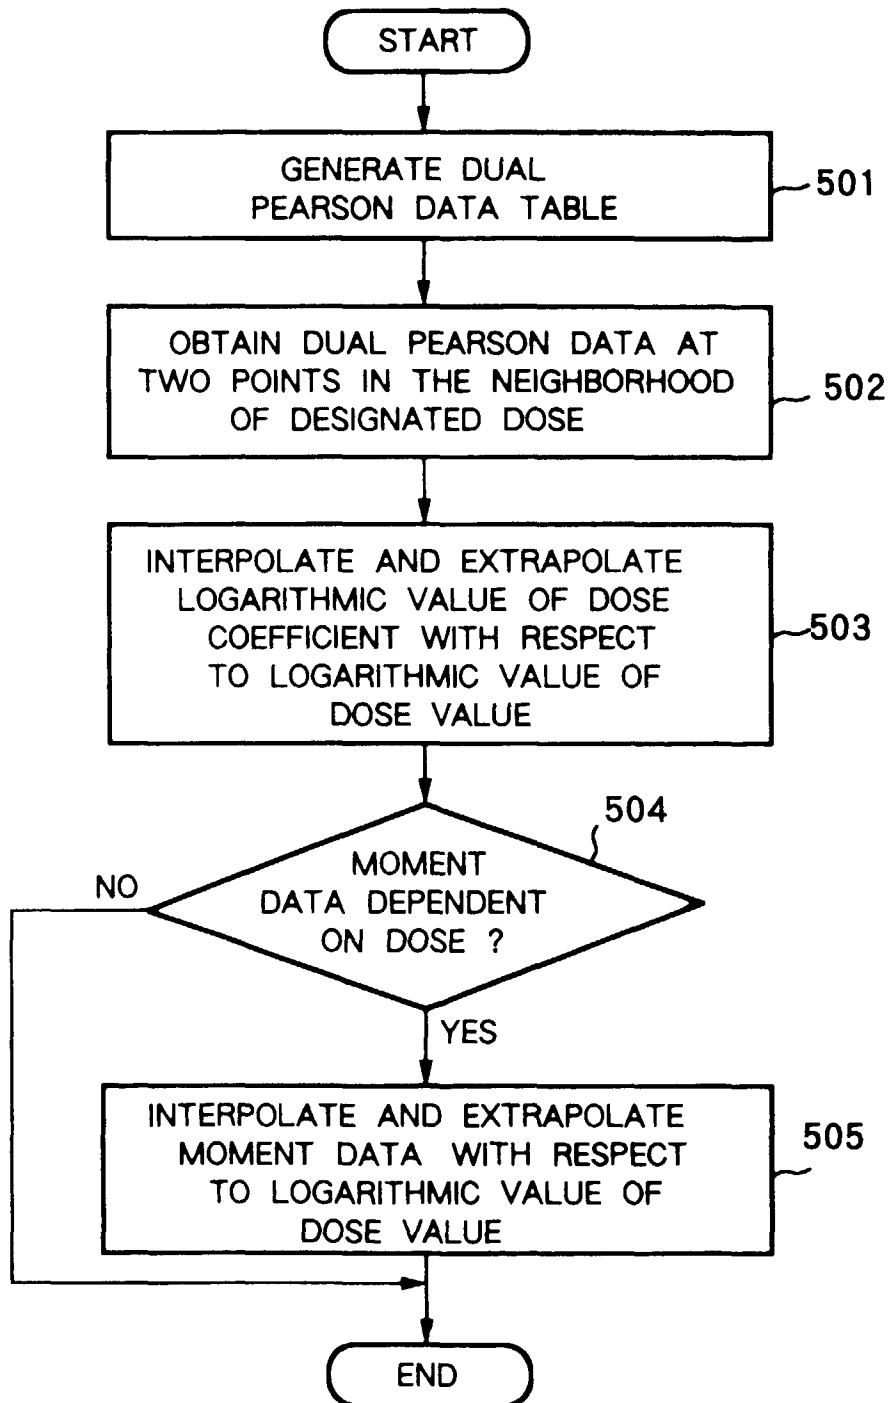 START
GENERATE DUAL
PEARSON DATA TABLE
501
OBTAIN DUAL PEARSON DATA AT
TWO POINTS IN THE NEIGHBORHOOD
OF DESIGNATED DOSE
502
INTERPOLATE AND EXTRAPOLATE
LOGARITHMIC VALUE OF DOSE
COEFFICIENT WITH RESPECT
TO LOGARITHMIC VALUE OF
DOSE VALUE
503
504
MOMENT
DATA DEPENDENT
ON DOSE ?
NO
YES
INTERPOLATE AND EXTRAPOLATE
MOMENT DATA WITH RESPECT
TO LOGARITHMIC VALUE OF
DOSE VALUE
505
END